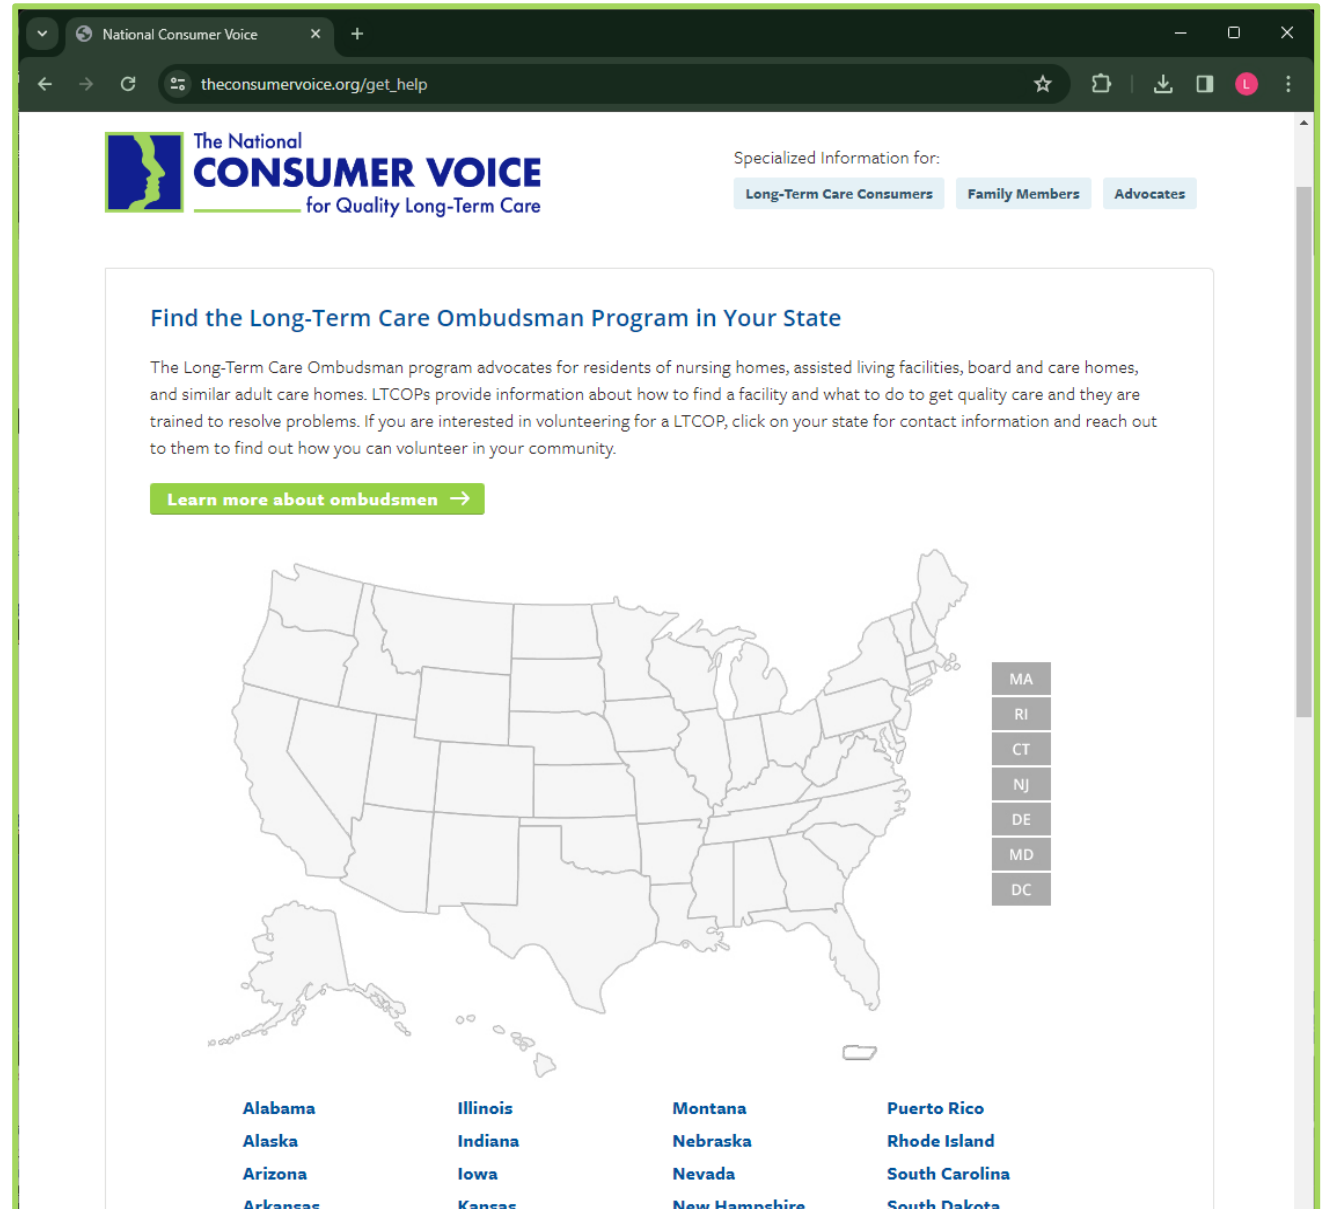 National Consumer Voice
theconsumervoice.org/get_help
L
The National
CONSUMER VOICE
for Quality Long-Term Care
Specialized Information for:
Long-Term Care Consumers Family Members Advocates
Find the Long-Term Care Ombudsman Program in Your State
The Long-Term Care Ombudsman program advocates for residents of nursing homes, assisted living facilities, board and care homes,
and similar adult care homes. LTCOPs provide information about how to find a facility and what to do to get quality care and they are
trained to resolve problems. If you are interested in volunteering for a LTCOP, click on your state for contact information and reach out
to them to find out how you can volunteer in your community.
Learn more about ombudsmen →
MA
RI
CT
NJ
DE
MD
DC
Alabama Illinois Montana Puerto Rico
Alaska Indiana Nebraska Rhode Island
Arizona Iowa Nevada South Carolina
Arkansas Kansas New Hampshire South Dakota